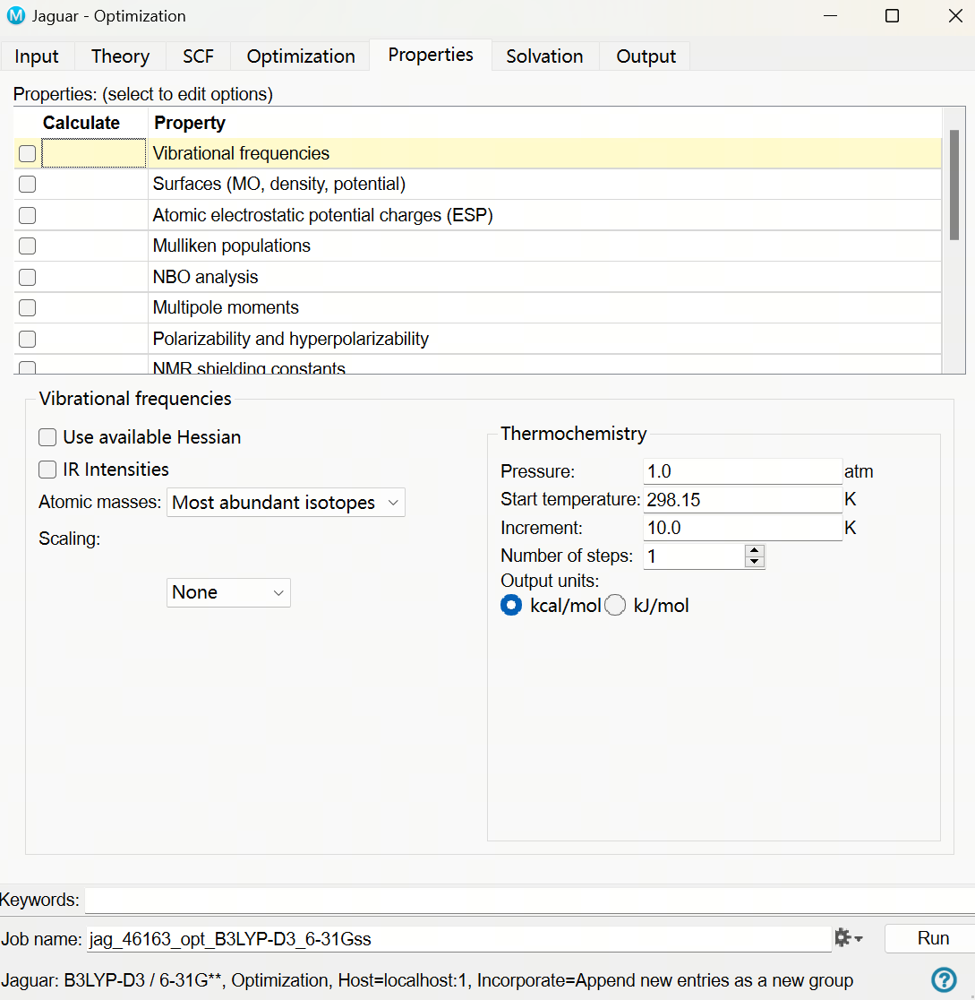 Jaguar - Optimization
Input Theory SCF Optimization Properties Solvation Output
Properties: (select to edit options)
Calculate Property
Vibrational frequencies
Surfaces (MO, density, potential)
Atomic electrostatic potential charges (ESP)
Mulliken populations
NBO analysis
Multipole moments
Polarizability and hyperpolarizability
NMR shielding constants
Vibrational frequencies
Use available Hessian
IR Intensities
Atomic masses: Most abundant isotopes
Scaling:
None
Thermochemistry
Pressure: 1.0 atm
Start temperature: 298.15 K
Increment: 10.0 K
Number of steps: 1
Output units:
kcal/mol kJ/mol
Keywords:
Job name: jag_46163_opt_B3LYP-D3_6-31Gss Run
Jaguar: B3LYP-D3 / 6-31G**, Optimization, Host=localhost:1, Incorporate=Append new entries as a new group